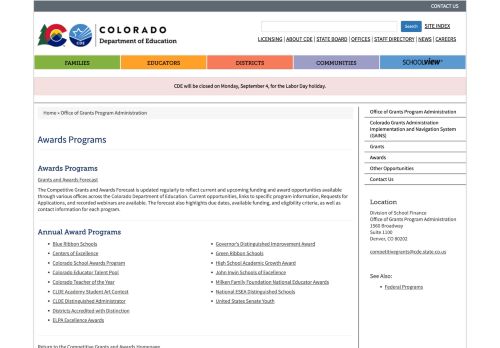 CONTACT US
COLORADO
Department of Education
CDE
Search
SITE INDEX
LICENSING | ABOUT CDE | STATE BOARD | OFFICES | STAFF DIRECTORY | NEWS | CAREERS
FAMILIES
EDUCATORS
DISTRICTS
COMMUNITIES
SCHOOLVIEW
CDE will be closed on Monday, September 4, for the Labor Day holiday.
Home > Office of Grants Program Administration
Awards Programs
Awards Programs
Grants and Awards Forecast
The Competitive Grants and Awards Forecast is updated regularly to reflect current and upcoming funding and award opportunities available
through various offices across the Colorado Department of Education. Current opportunities, links to specific program information, Requests for
Applications, and recorded webinars are available. The forecast also highlights due dates, available funding, and eligibility criteria; as well as
contact information for each program.
Annual Award Programs
Blue Ribbon Schools
Centers of Excellence
Colorado School Awards Program
Colorado Educator Talent Pool
Colorado Teacher of the Year
CLDE Academy Student Art Contest
CLDE Distinguished Administrator
Districts Accredited with Distinction
ELPA Excellence Awards
Governor's Distinguished Improvement Award
Green Ribbon Schools
High School Academic Growth Award
John Irwin Schools of Excellence
Milken Family Foundation National Educator Awards
National ESEA Distinguished Schools
United States Senate Youth
Return to the Competitive Grants and Awards Homepage
Office of Grants Program Administration
Colorado Grants Administration
Implementation and Navigation System
(GAINS)
Grants
Awards
Other Opportunities
Contact Us
Location
Division of School Finance
Office of Grants Program Administration
1560 Broadway
Suite 1100
Denver, CO 80202
competitivegrants@cde.state.co.us
See Also:
Federal Programs